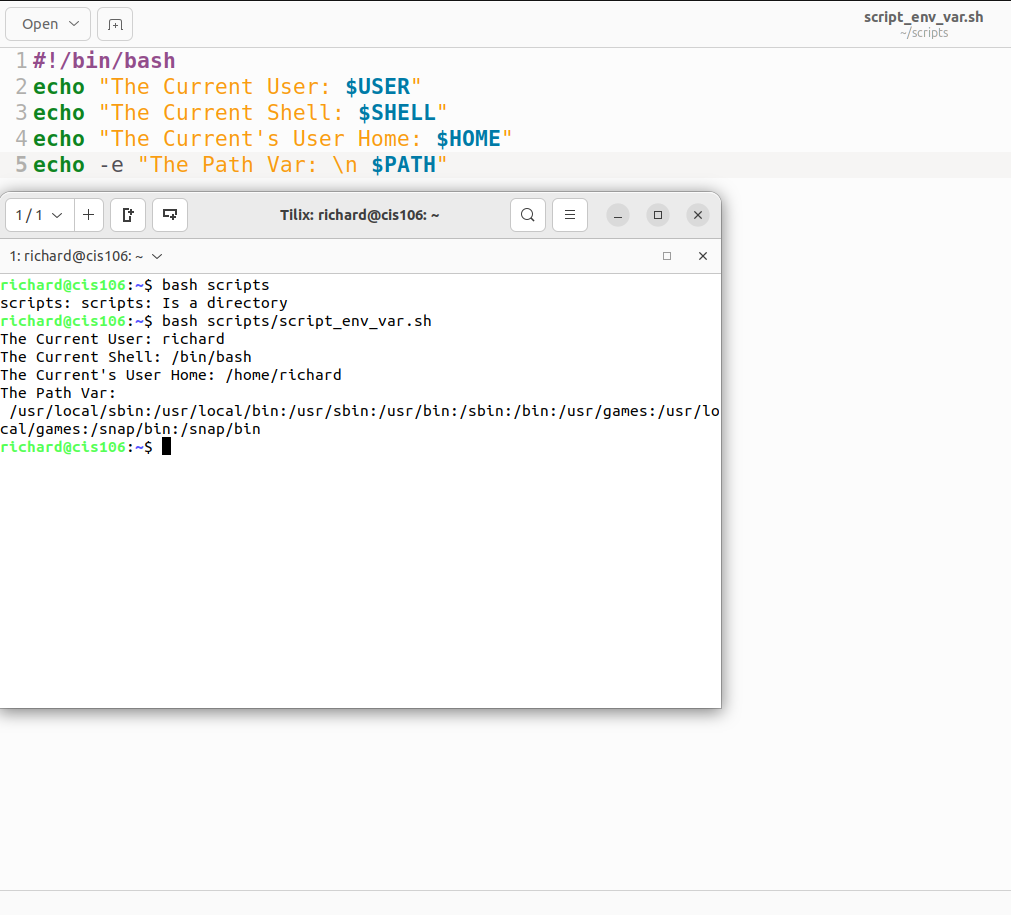 Open
script_env_var.sh
~/scripts
1 #!/bin/bash
2 echo "The Current User: $USER"
3 echo "The Current Shell: $SHELL"
4 echo "The Current's User Home: $HOME"
5 echo -e "The Path Var: \n $PATH"
1 / 1
Tilix: richard@cis106: ~
1: richard@cis106: ~
richard@cis106:~$ bash scripts
scripts: scripts: Is a directory
richard@cis106:~$ bash scripts/script_env_var.sh
The Current User: richard
The Current Shell: /bin/bash
The Current's User Home: /home/richard
The Path Var:
 /usr/local/sbin:/usr/local/bin:/usr/sbin:/usr/bin:/sbin:/bin:/usr/games:/usr/lo
cal/games:/snap/bin:/snap/bin
richard@cis106:~$